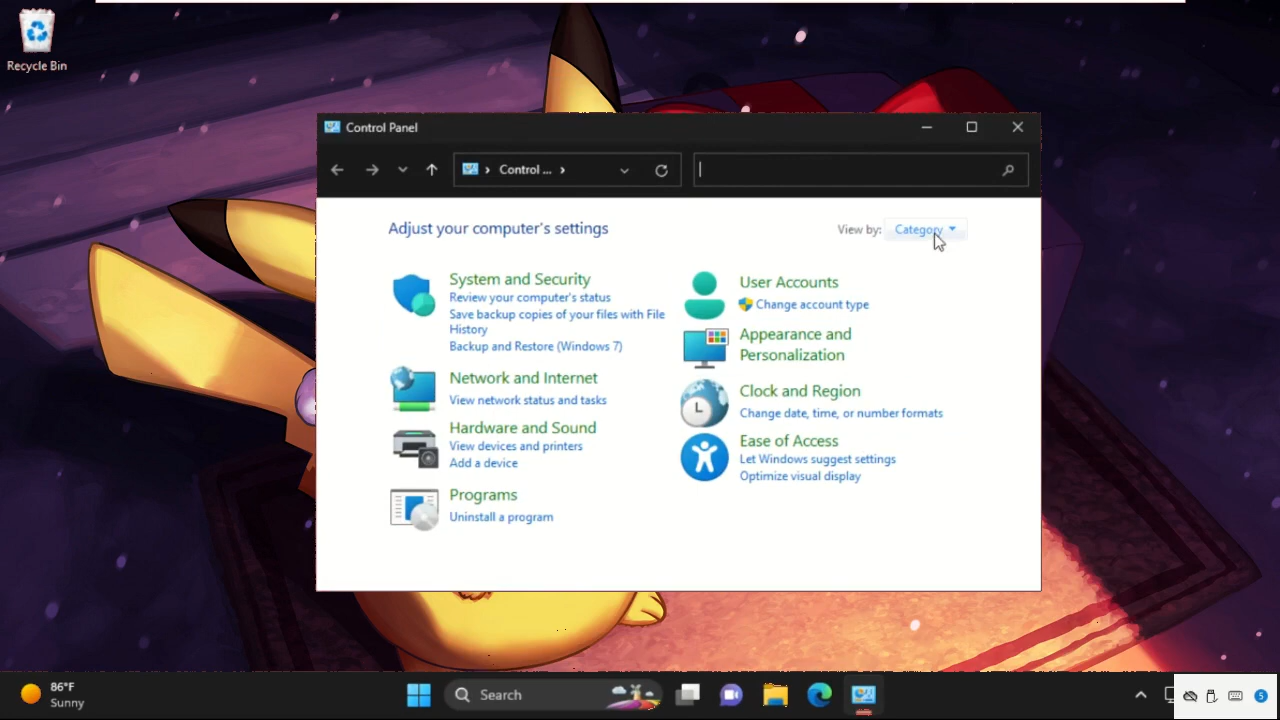 Recycle Bin
Control Panel
Control ...
Adjust your computer's settings
View by: Category
System and Security
Review your computer's status
Save backup copies of your files with File
History
Backup and Restore (Windows 7)
Network and Internet
View network status and tasks
Hardware and Sound
View devices and printers
Add a device
Programs
Uninstall a program
User Accounts
Change account type
Appearance and
Personalization
Clock and Region
Change date, time, or number formats
Ease of Access
Let Windows suggest settings
Optimize visual display
86°F
Sunny
Search
5